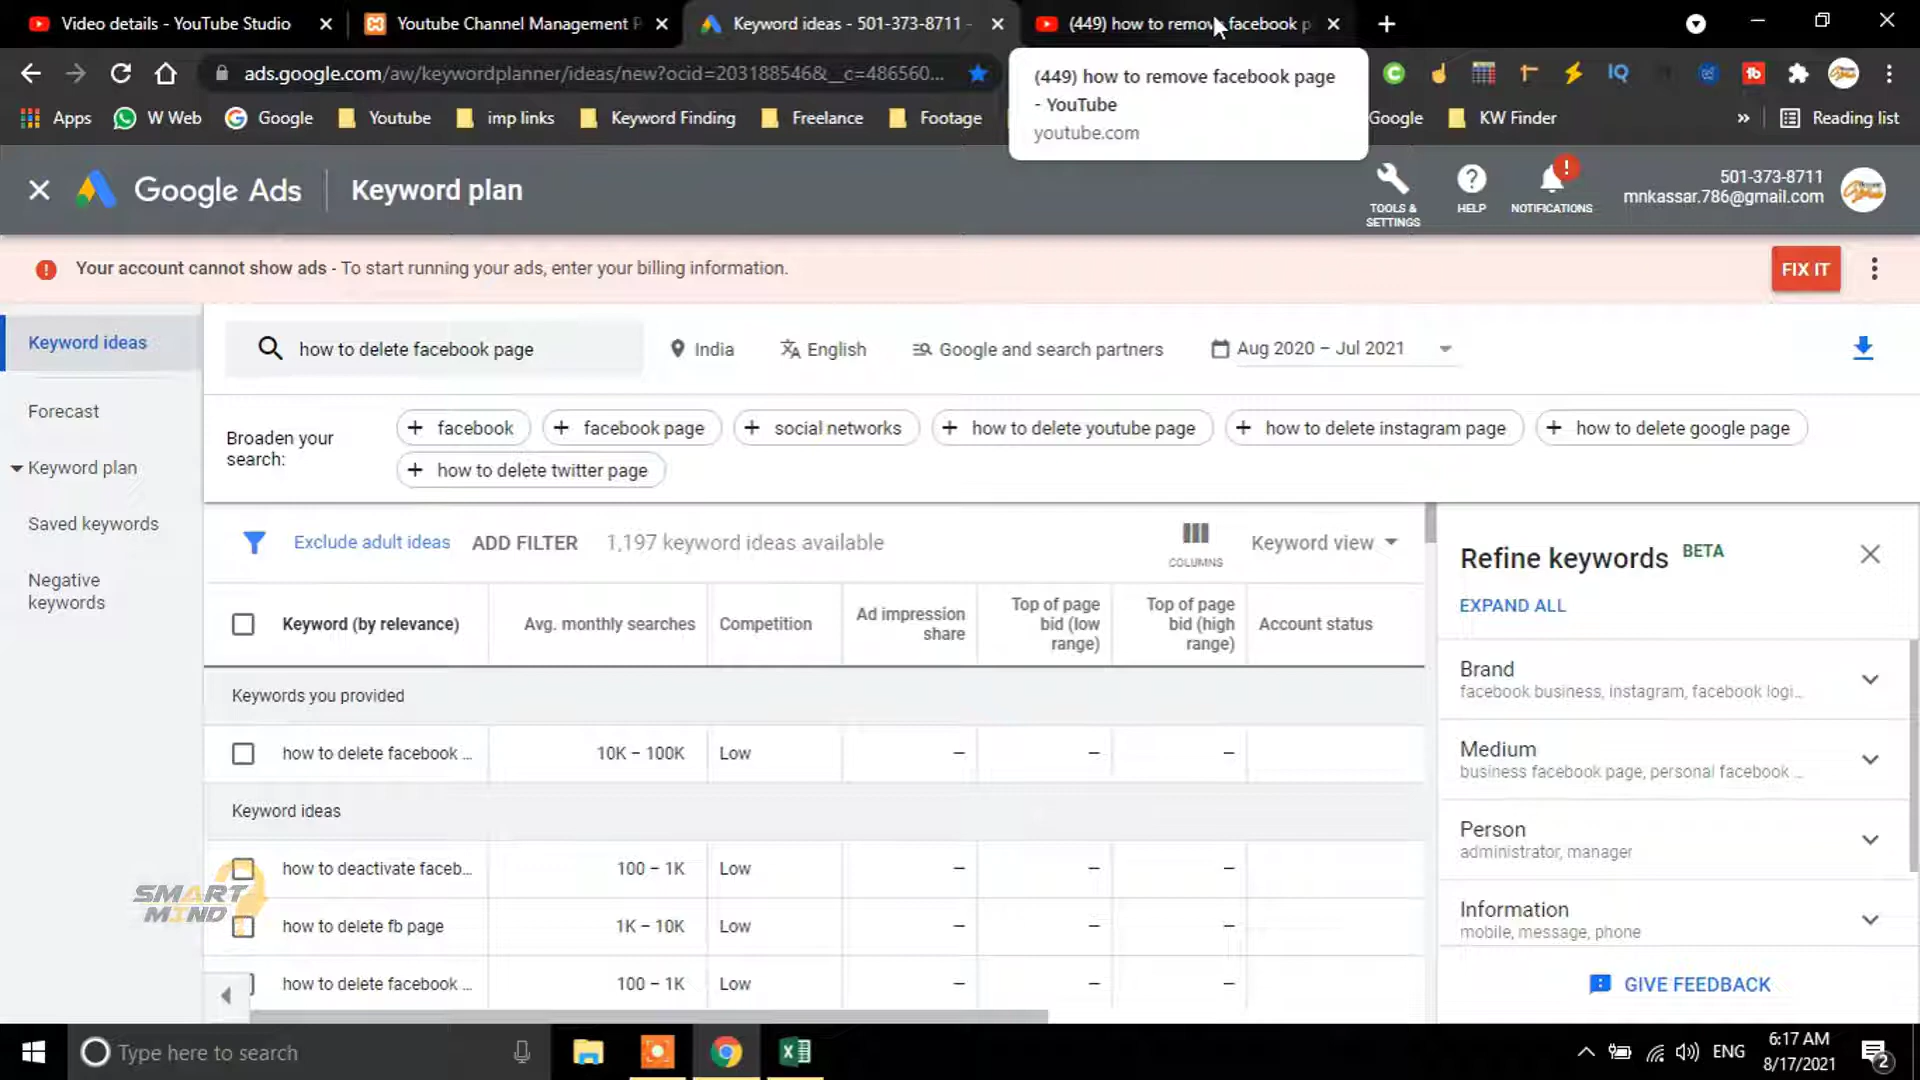 Video details - YouTube Studio
Youtube Channel Management P
Keyword ideas - 501-373-8711 -
(449) how to remove facebook p
ads.google.com/aw/keywordplanner/ideas/new?ocid=203188546&__c=486560...
(449) how to remove facebook page
- YouTube
youtube.com
Apps
W Web
Google
Youtube
imp links
Keyword Finding
Freelance
Footage
Google
KW Finder
»
Reading list
Google Ads
Keyword plan
TOOLS &
SETTINGS
HELP
NOTIFICATIONS
501-373-8711
mnkassar.786@gmail.com
Your account cannot show ads - To start running your ads, enter your billing information.
FIX IT
Keyword ideas
Forecast
Keyword plan
Saved keywords
Negative
keywords
how to delete facebook page
India
English
Google and search partners
Aug 2020 – Jul 2021
Broaden your
search:
+ facebook
+ facebook page
+ social networks
+ how to delete youtube page
+ how to delete instagram page
+ how to delete google page
+ how to delete twitter page
Exclude adult ideas
ADD FILTER
1,197 keyword ideas available
COLUMNS
Keyword view
Keyword (by relevance)
Avg. monthly searches
Competition
Ad impression
share
Top of page
bid (low
range)
Top of page
bid (high
range)
Account status
Keywords you provided
how to delete facebook ... 10K – 100K Low – – –
Keyword ideas
how to deactivate faceb... 100 – 1K Low – – –
how to delete fb page 1K – 10K Low – – –
how to delete facebook ... 100 – 1K Low – – –
SMART
MIND
Refine keywords BETA
EXPAND ALL
Brand
facebook business, instagram, facebook logi...
Medium
business facebook page, personal facebook ...
Person
administrator, manager
Information
mobile, message, phone
GIVE FEEDBACK
Type here to search
ENG
6:17 AM
8/17/2021
2